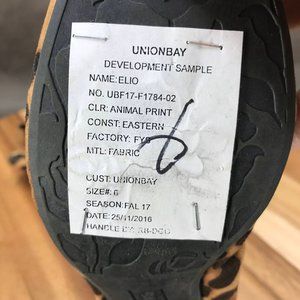 UNIONBAY
DEVELOPMENT SAMPLE
NAME: ELIO
NO. UBF17-F1784-02
CLR: ANIMAL PRINT
CONST: EASTERN
FACTORY:
MTL: FABRIC
6
CUST: UNIONBAY
SIZE#: 6
SEASON: FAL 17
DATE: 25/11/2016
HANDLE BY: